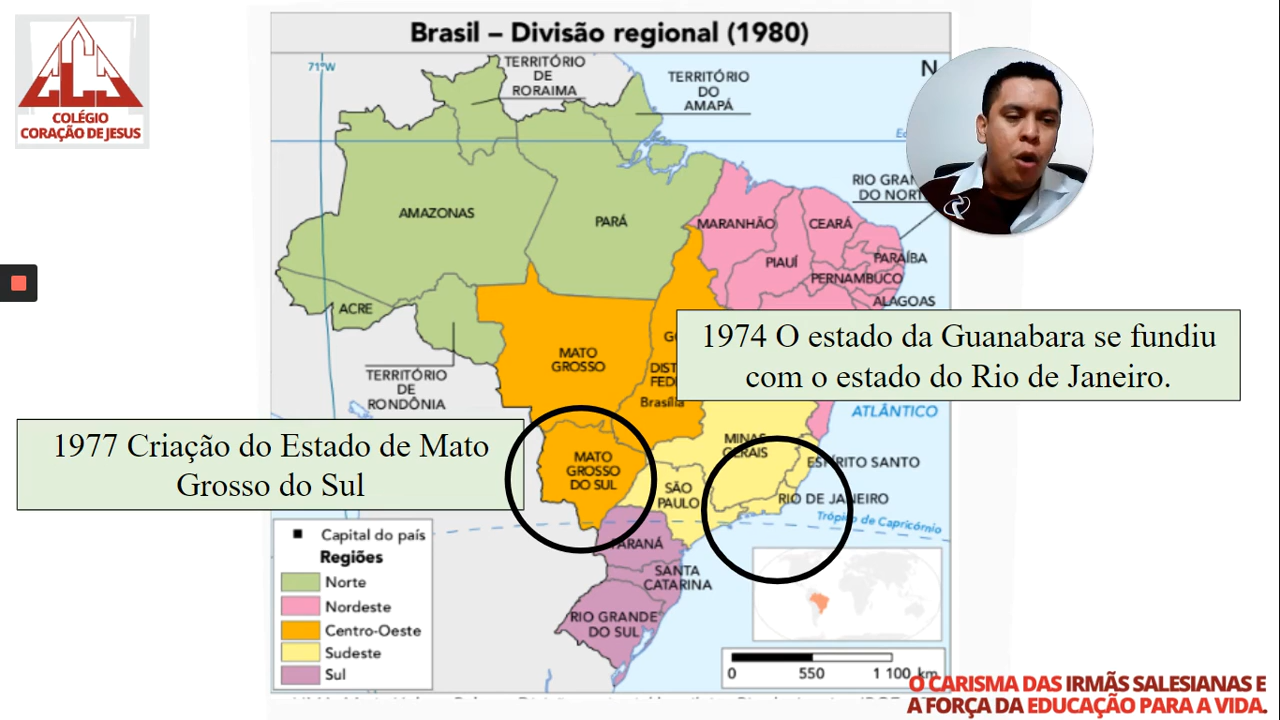 COLÉGIO
CORAÇÃO DE JESUS
Brasil – Divisão regional (1980)
71°W
TERRITÓRIO
DE
RORAIMA
TERRITÓRIO
DO
AMAPÁ
N
RIO GRAN
DO NORT
AMAZONAS
PARÁ
MARANHÃO
CEARÁ
PIAUÍ
PARAÍBA
PERNAMBUCO
ALAGOAS
ACRE
1974 O estado da Guanabara se fundiu
com o estado do Rio de Janeiro.
MATO
GROSSO
TERRITÓRIO
DE
RONDÔNIA
Brasília
ATLÂNTICO
1977 Criação do Estado de Mato
Grosso do Sul
MATO
GROSSO
DO SUL
MINAS
GERAIS
ESPÍRITO SANTO
SÃO
PAULO
RIO DE JANEIRO
Trópico de Capricórnio
PARANÁ
SANTA
CATARINA
RIO GRANDE
DO SUL
Capital do país
Regiões
Norte
Nordeste
Centro-Oeste
Sudeste
Sul
0 550 1 100 km
O CARISMA DAS IRMÃS SALESIANAS E
A FORÇA DA EDUCAÇÃO PARA A VIDA.